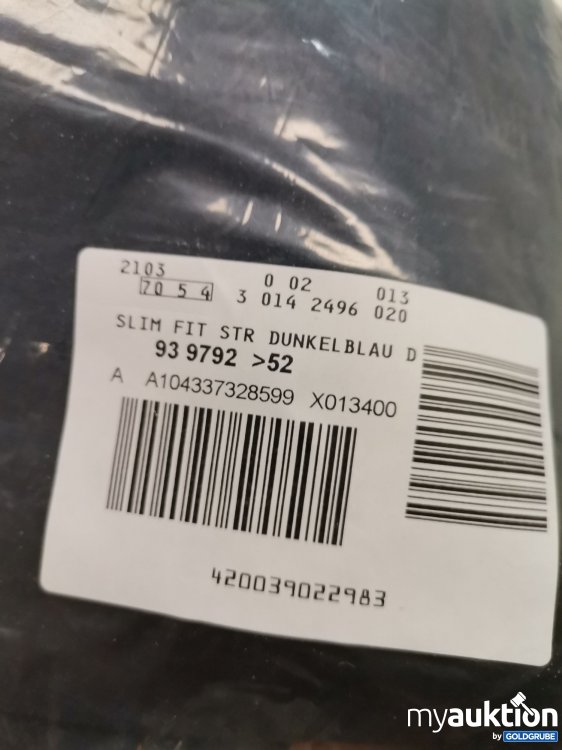 2103 0 02 013
70 5 4 3 014 2496 020
SLIM FIT STR DUNKELBLAU D
93 9792 >52
A A104337328599 X013400
420039022983
myauktion
by GOLDGRUBE